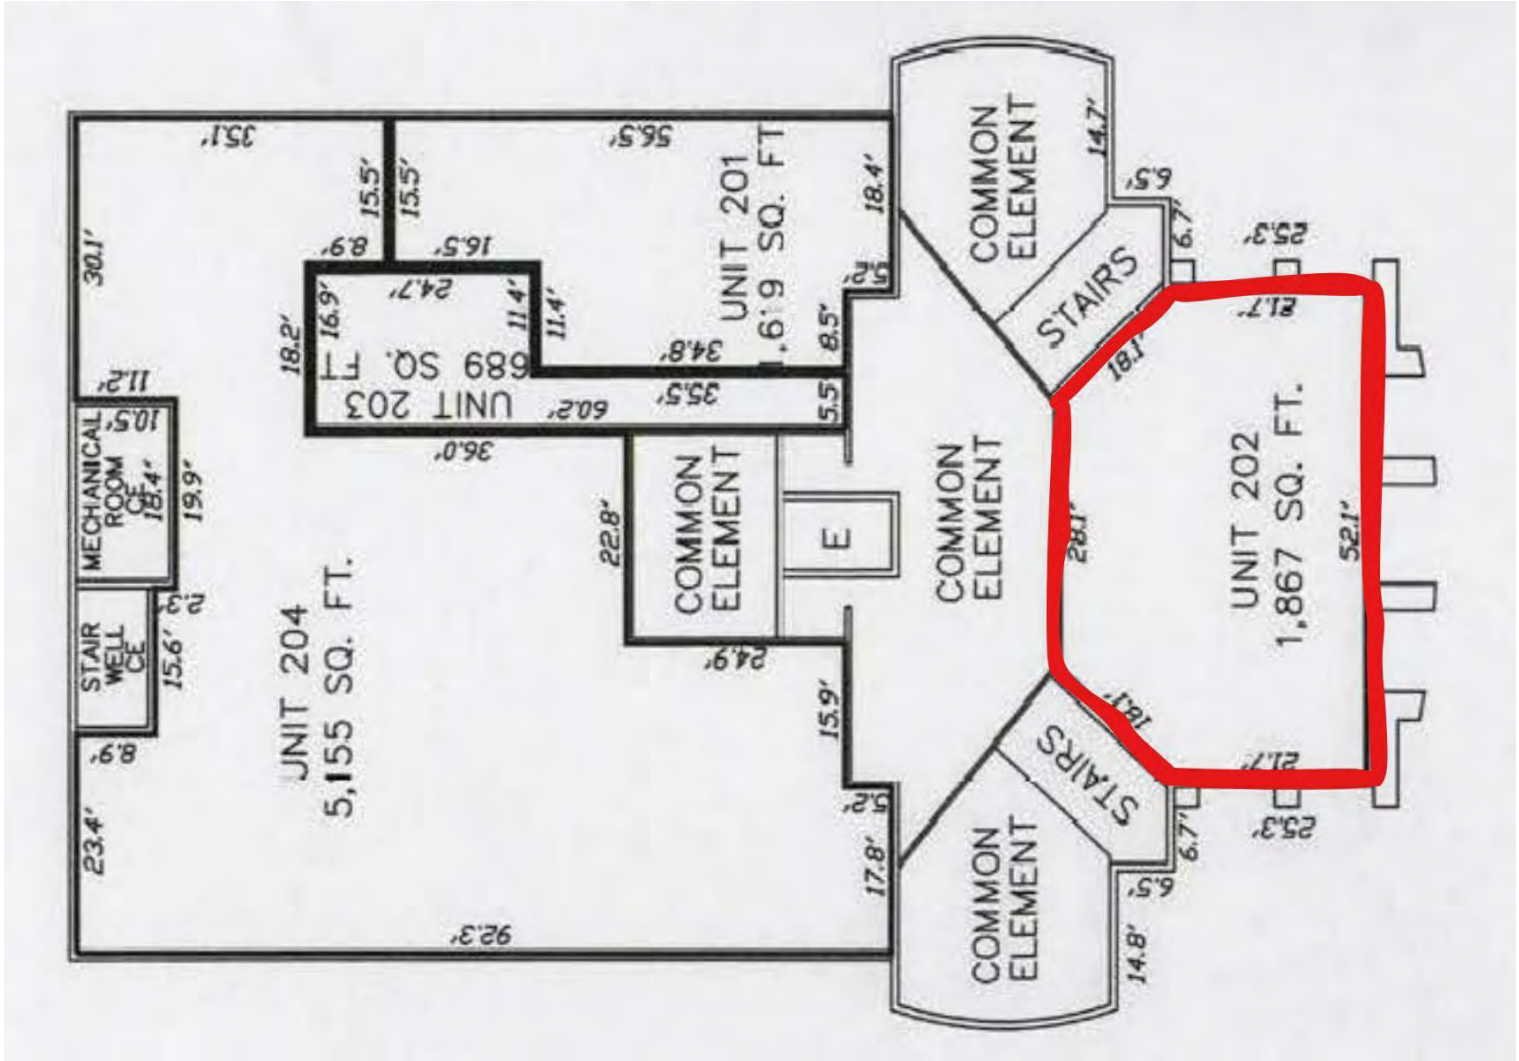 35.1'
56.5'
COMMON
ELEMENT
14.7'
6.5'
6.7'
25.3'
30.1'
15.5'
15.5'
8.9'
16.5'
UNIT 201
1,619 SQ. FT
18.4'
5.2'
STAIRS
18.2'
16.9'
24.7'
11.4'
11.4'
8.5'
21.7'
18.1'
UNIT 203
689 SQ. FT
34.8'
35.5'
60.2'
5.5
11.2'
10.5'
MECHANICAL
ROOM
CE
18.4"
19.9"
36.0'
22.8'
COMMON
ELEMENT
E
COMMON
ELEMENT
28.1'
UNIT 202
1,867 SQ. FT.
52.1'
2.3'
STAIR
WELL
CE
15.6'
8.9'
UNIT 204
5,155 SQ. FT.
24.9'
15.9'
5.2'
18.1'
STAIRS
21.7'
25.3'
6.7'
6.5'
23.4'
17.8'
COMMON
ELEMENT
14.8'
92.3'